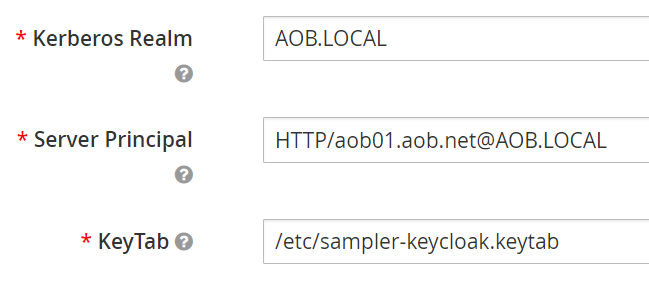 * Kerberos Realm
AOB.LOCAL
?
* Server Principal
HTTP/aob01.aob.net@AOB.LOCAL
?
* KeyTab ?
/etc/sampler-keycloak.keytab